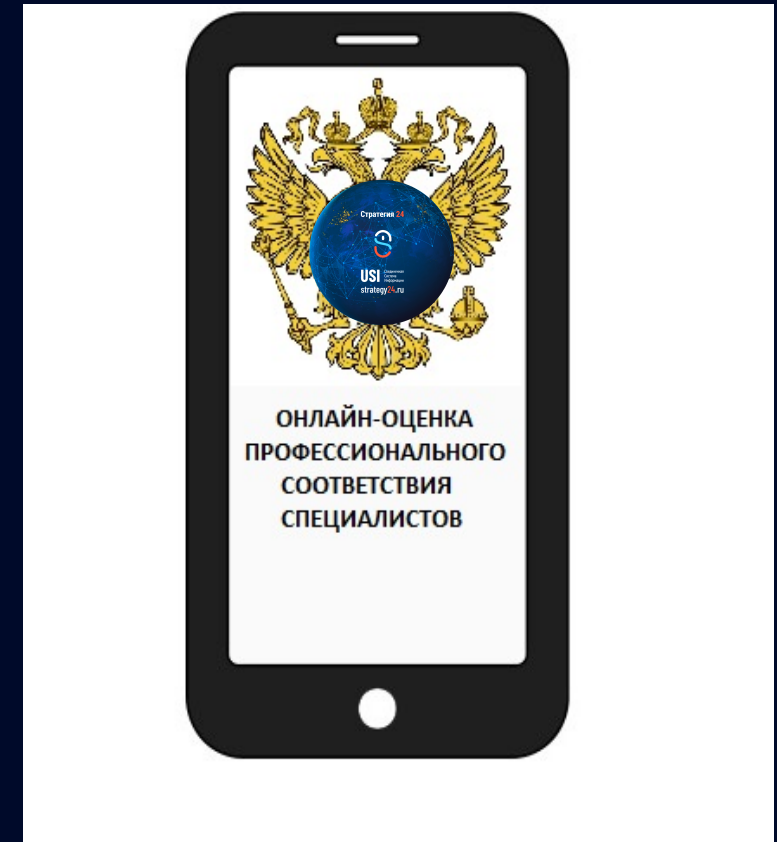 Стратегия 24
USI
strategy24.ru
ОНЛАЙН-ОЦЕНКА
ПРОФЕССИОНАЛЬНОГО
СООТВЕТСТВИЯ
СПЕЦИАЛИСТОВ